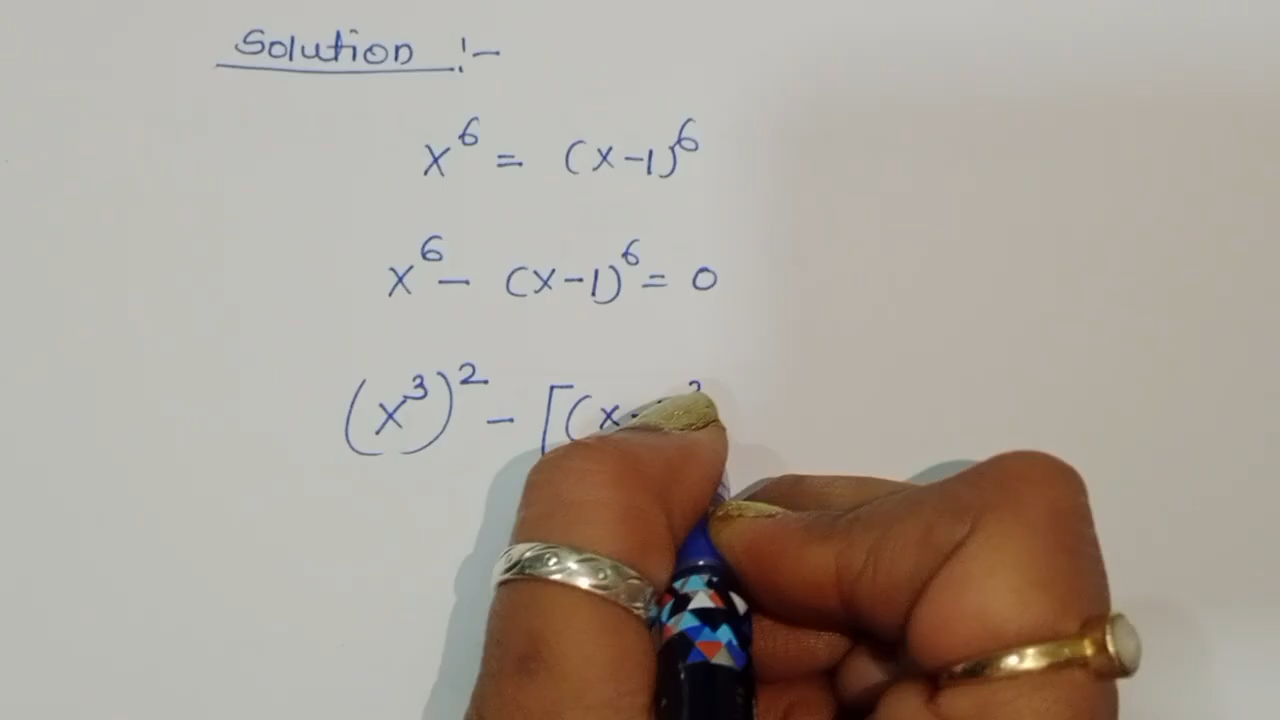 Solution :-
x⁶ = (x-1)⁶
x⁶ - (x-1)⁶ = 0
(x³)² - [(x-